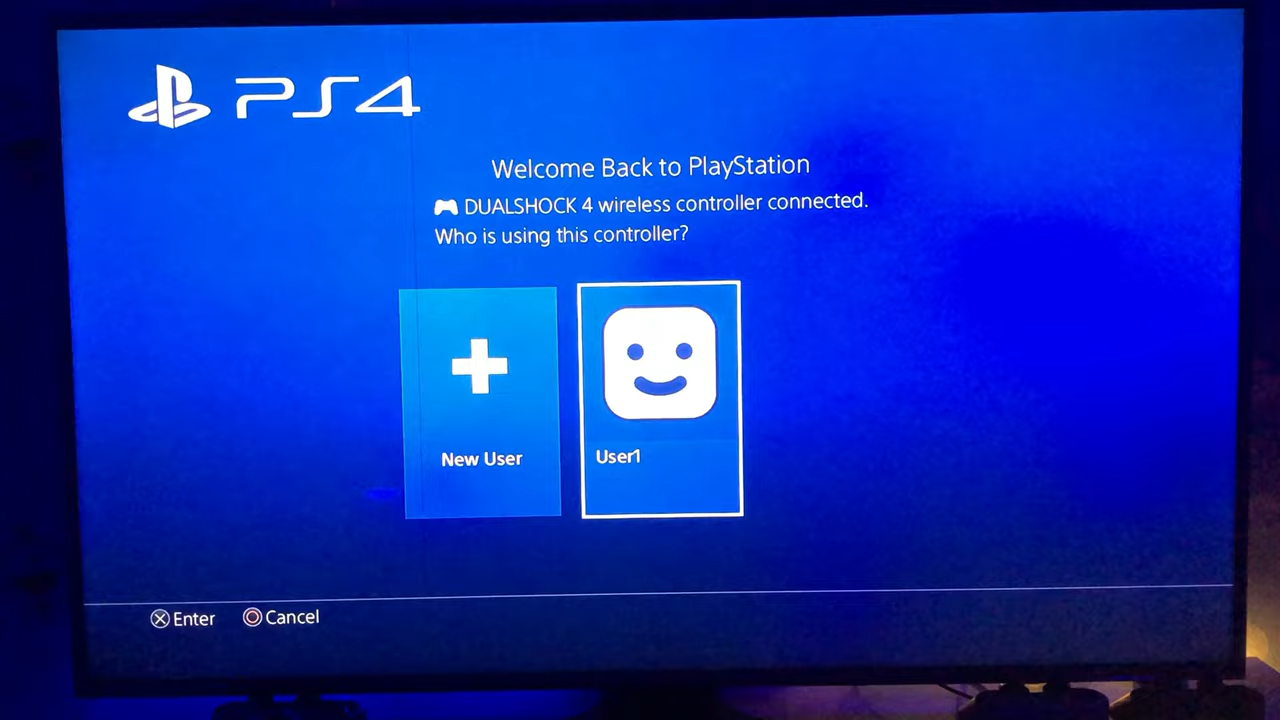 PS4
Welcome Back to PlayStation
DUALSHOCK 4 wireless controller connected.
Who is using this controller?
New User
User1
Enter Cancel